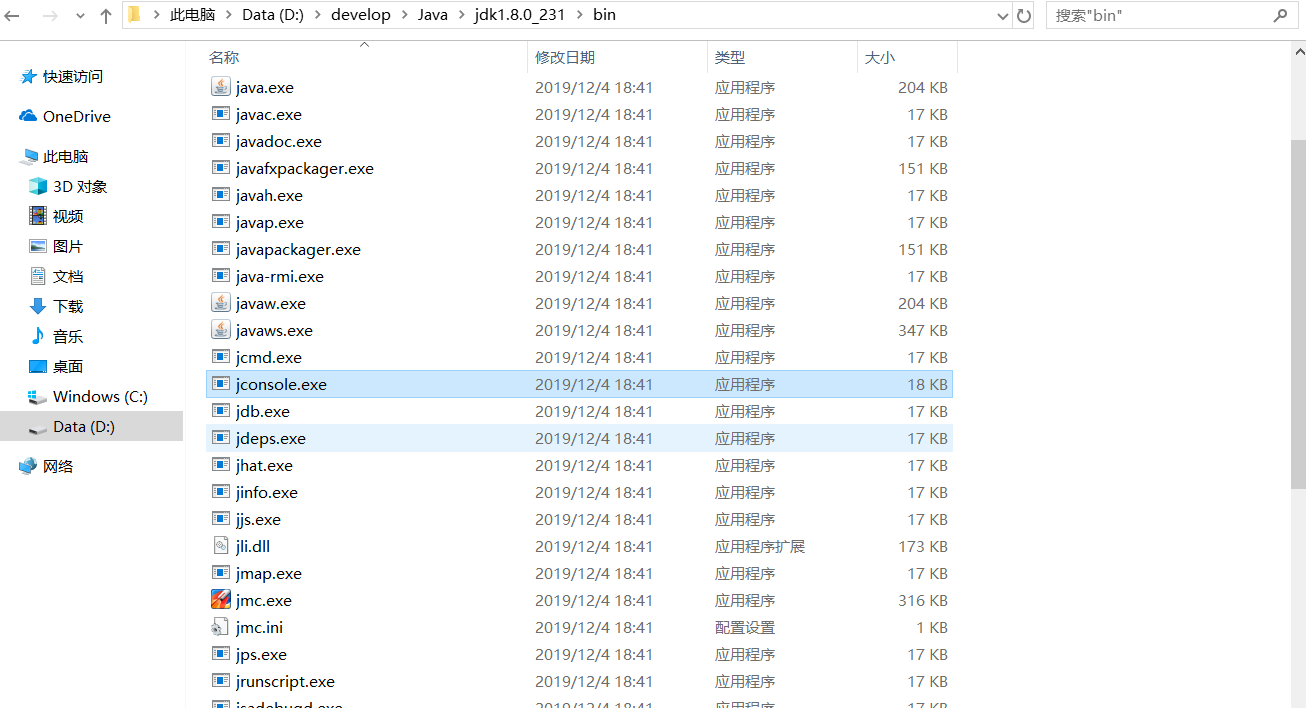 此电脑 > Data (D:) > develop > Java > jdk1.8.0_231 > bin
搜索"bin"
快速访问
OneDrive
此电脑
3D 对象
视频
图片
文档
下载
音乐
桌面
Windows (C:)
Data (D:)
网络
名称 修改日期 类型 大小
java.exe 2019/12/4 18:41 应用程序 204 KB
javac.exe 2019/12/4 18:41 应用程序 17 KB
javadoc.exe 2019/12/4 18:41 应用程序 17 KB
javafxpackager.exe 2019/12/4 18:41 应用程序 151 KB
javah.exe 2019/12/4 18:41 应用程序 17 KB
javap.exe 2019/12/4 18:41 应用程序 17 KB
javapackager.exe 2019/12/4 18:41 应用程序 151 KB
java-rmi.exe 2019/12/4 18:41 应用程序 17 KB
javaw.exe 2019/12/4 18:41 应用程序 204 KB
javaws.exe 2019/12/4 18:41 应用程序 347 KB
jcmd.exe 2019/12/4 18:41 应用程序 17 KB
jconsole.exe 2019/12/4 18:41 应用程序 18 KB
jdb.exe 2019/12/4 18:41 应用程序 17 KB
jdeps.exe 2019/12/4 18:41 应用程序 17 KB
jhat.exe 2019/12/4 18:41 应用程序 17 KB
jinfo.exe 2019/12/4 18:41 应用程序 17 KB
jjs.exe 2019/12/4 18:41 应用程序 17 KB
jli.dll 2019/12/4 18:41 应用程序扩展 173 KB
jmap.exe 2019/12/4 18:41 应用程序 17 KB
jmc.exe 2019/12/4 18:41 应用程序 316 KB
jmc.ini 2019/12/4 18:41 配置设置 1 KB
jps.exe 2019/12/4 18:41 应用程序 17 KB
jrunscript.exe 2019/12/4 18:41 应用程序 17 KB
jsadebugd.exe 2019/12/4 18:41 应用程序 17 KB